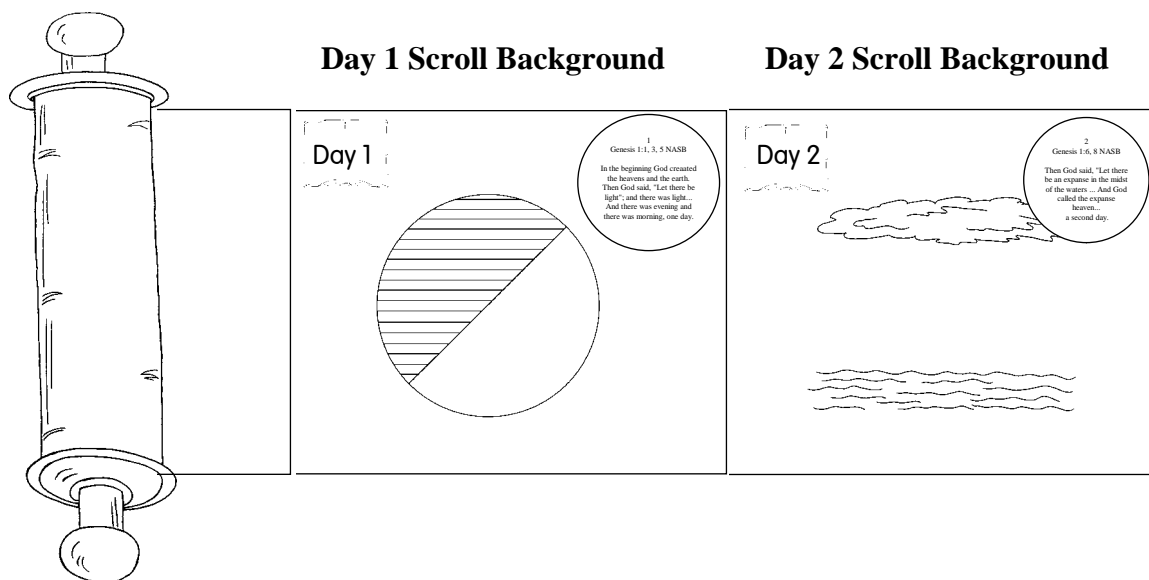 Day 1 Scroll Background
Day 1
1
Genesis 1:1, 3, 5 NASB
In the beginning God creaated
the heavens and the earth.
Then God said, "Let there be
light"; and there was light...
And there was evening and
there was morning, one day.
Day 2 Scroll Background
Day 2
2
Genesis 1:6, 8 NASB
Then God said, "Let there
be an expanse in the midst
of the waters ... And God
called the expanse
heaven...
a second day.